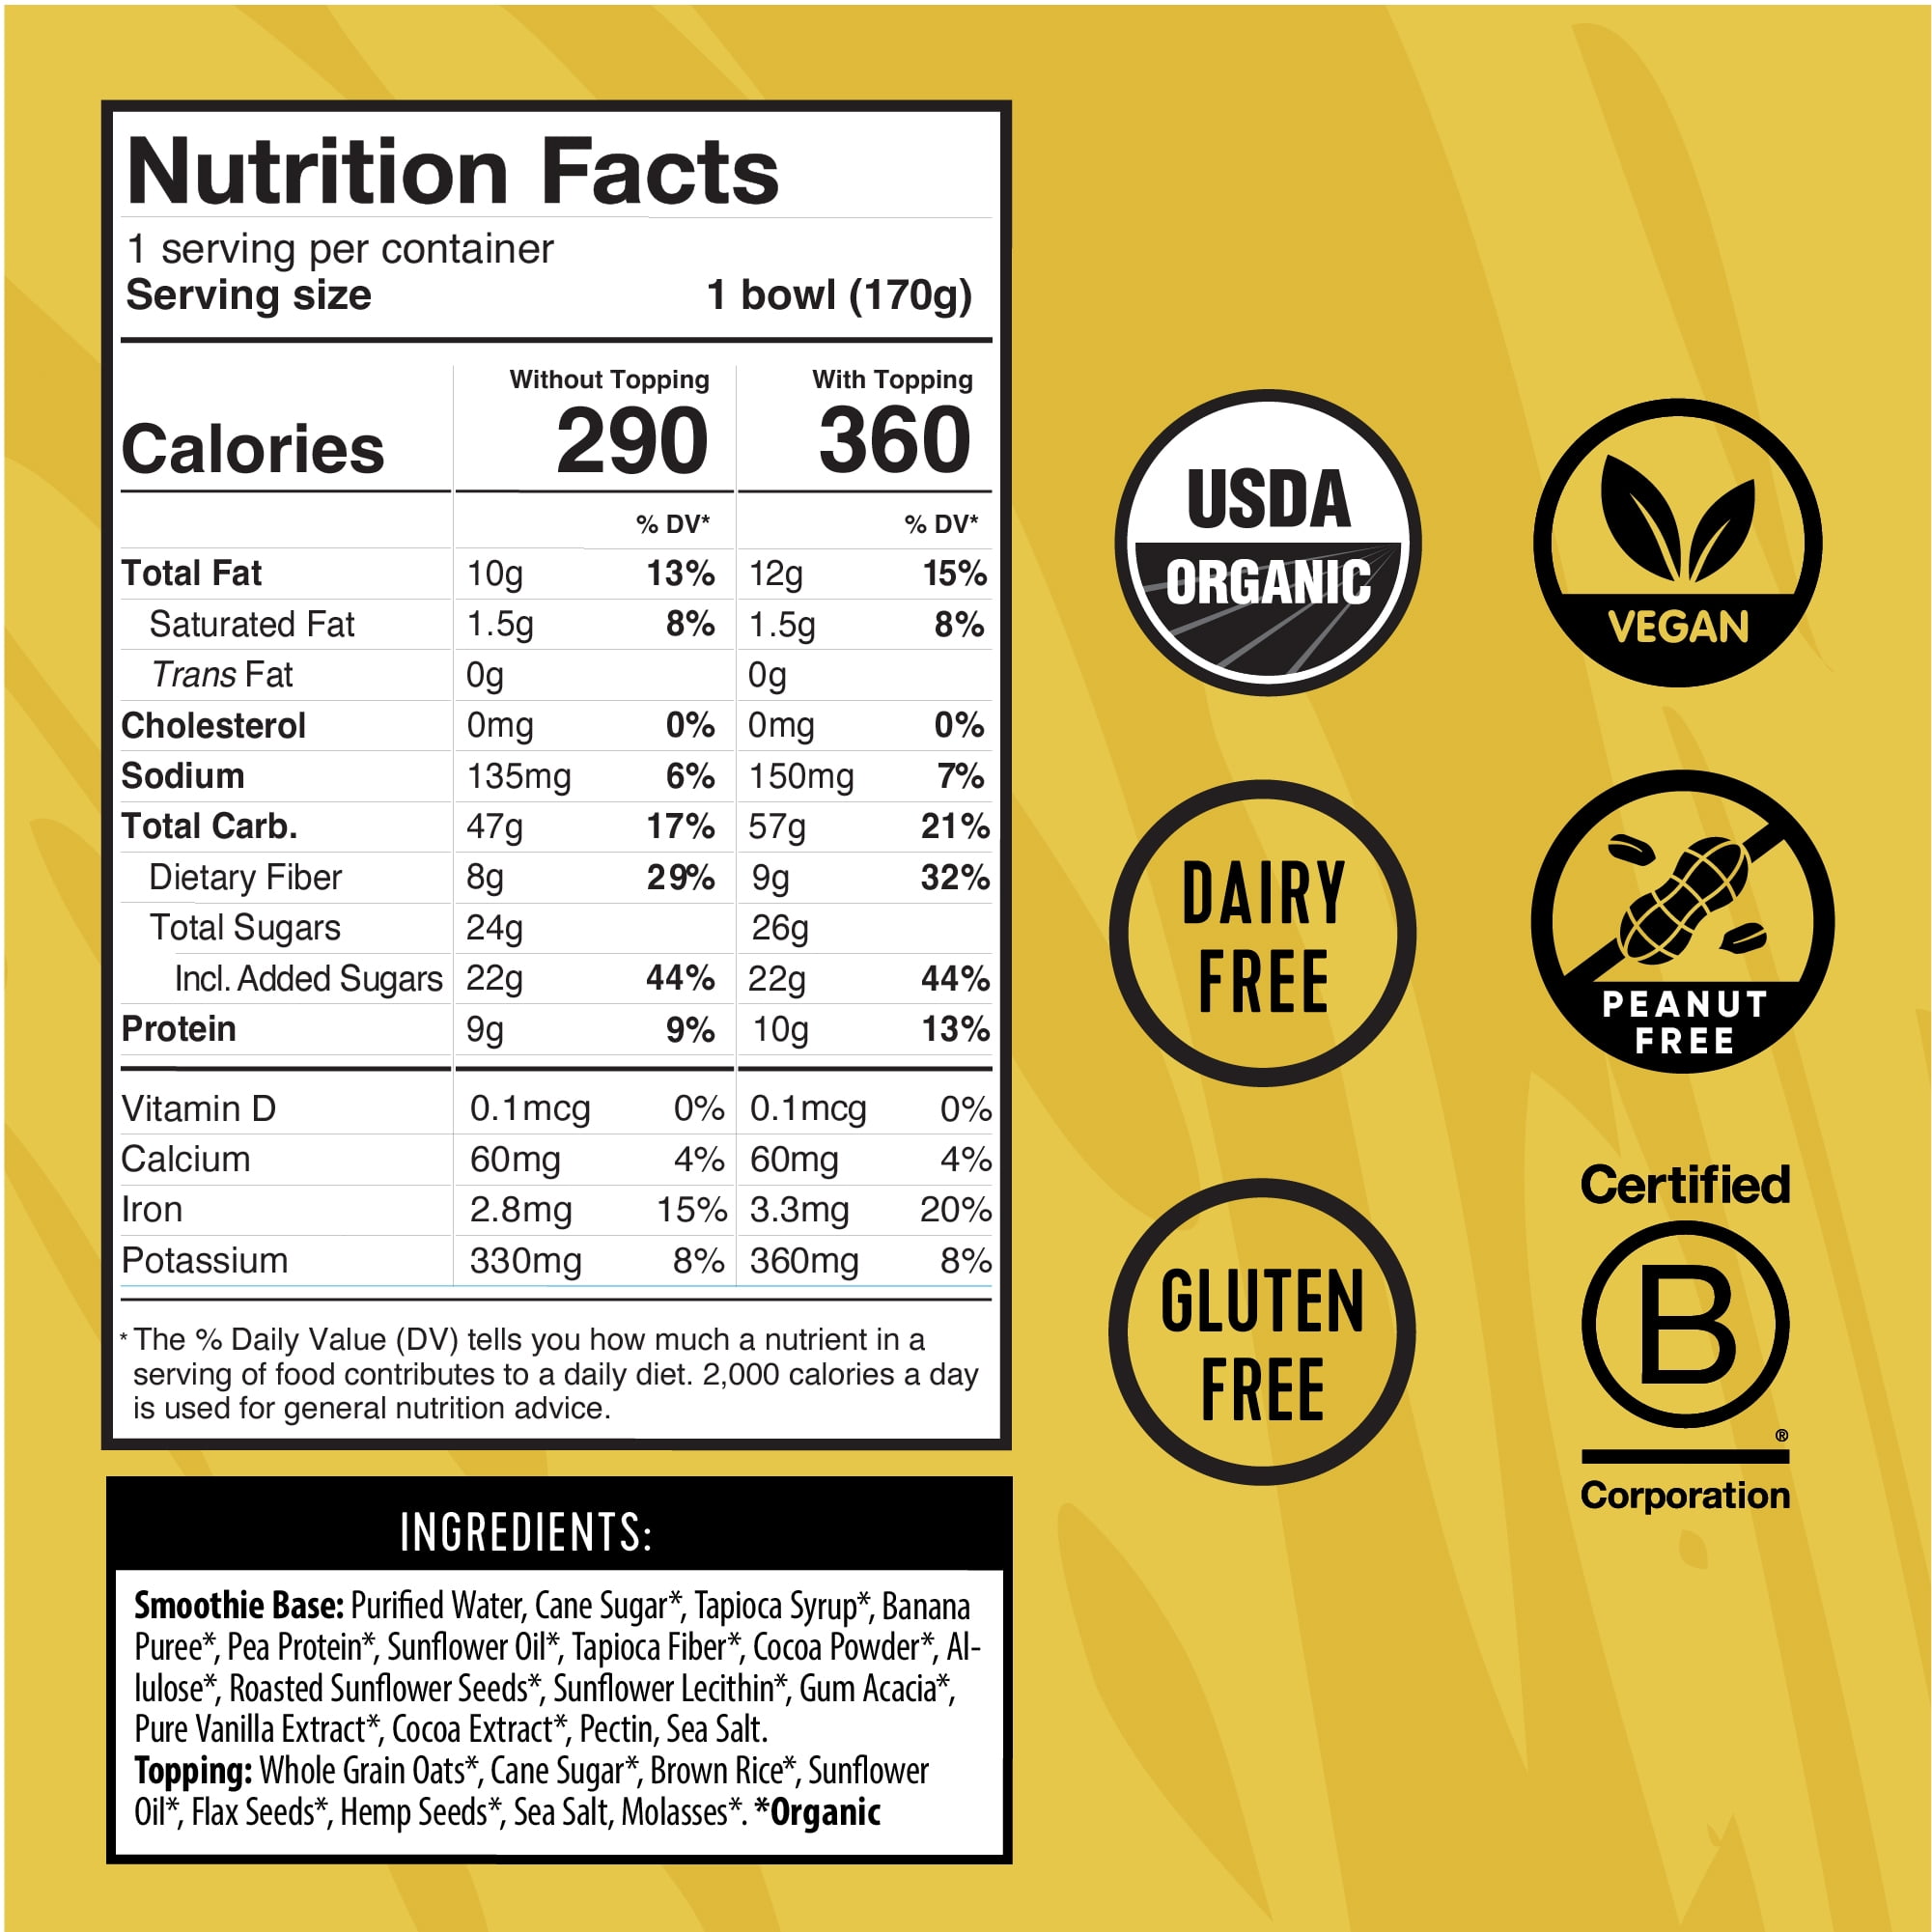 Nutrition Facts
1 serving per container
Serving size 1 bowl (170g)
Without Topping With Topping
Calories 290 360
% DV* % DV*
Total Fat 10g 13% 12g 15%
Saturated Fat 1.5g 8% 1.5g 8%
Trans Fat 0g 0g
Cholesterol 0mg 0% 0mg 0%
Sodium 135mg 6% 150mg 7%
Total Carb. 47g 17% 57g 21%
Dietary Fiber 8g 29% 9g 32%
Total Sugars 24g 26g
Incl. Added Sugars 22g 44% 22g 44%
Protein 9g 9% 10g 13%
Vitamin D 0.1mcg 0% 0.1mcg 0%
Calcium 60mg 4% 60mg 4%
Iron 2.8mg 15% 3.3mg 20%
Potassium 330mg 8% 360mg 8%
* The % Daily Value (DV) tells you how much a nutrient in a
serving of food contributes to a daily diet. 2,000 calories a day
is used for general nutrition advice.
INGREDIENTS:
Smoothie Base: Purified Water, Cane Sugar*, Tapioca Syrup*, Banana
Puree*, Pea Protein*, Sunflower Oil*, Tapioca Fiber*, Cocoa Powder*, Al-
lulose*, Roasted Sunflower Seeds*, Sunflower Lecithin*, Gum Acacia*,
Pure Vanilla Extract*, Cocoa Extract*, Pectin, Sea Salt.
Topping: Whole Grain Oats*, Cane Sugar*, Brown Rice*, Sunflower
Oil*, Flax Seeds*, Hemp Seeds*, Sea Salt, Molasses*. *Organic
USDA
ORGANIC
VEGAN
DAIRY
FREE
PEANUT
FREE
GLUTEN
FREE
Certified
B
®
Corporation